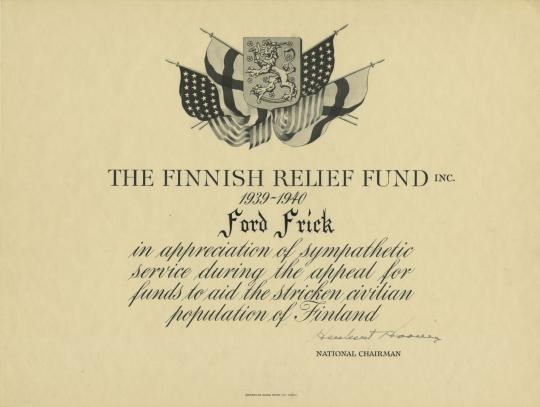 THE FINNISH RELIEF FUND INC.
1939-1940
Ford Frick
in appreciation of sympathetic
service during the appeal for
funds to aid the stricken civilian
population of Finland
Herbert Hoover
NATIONAL CHAIRMAN